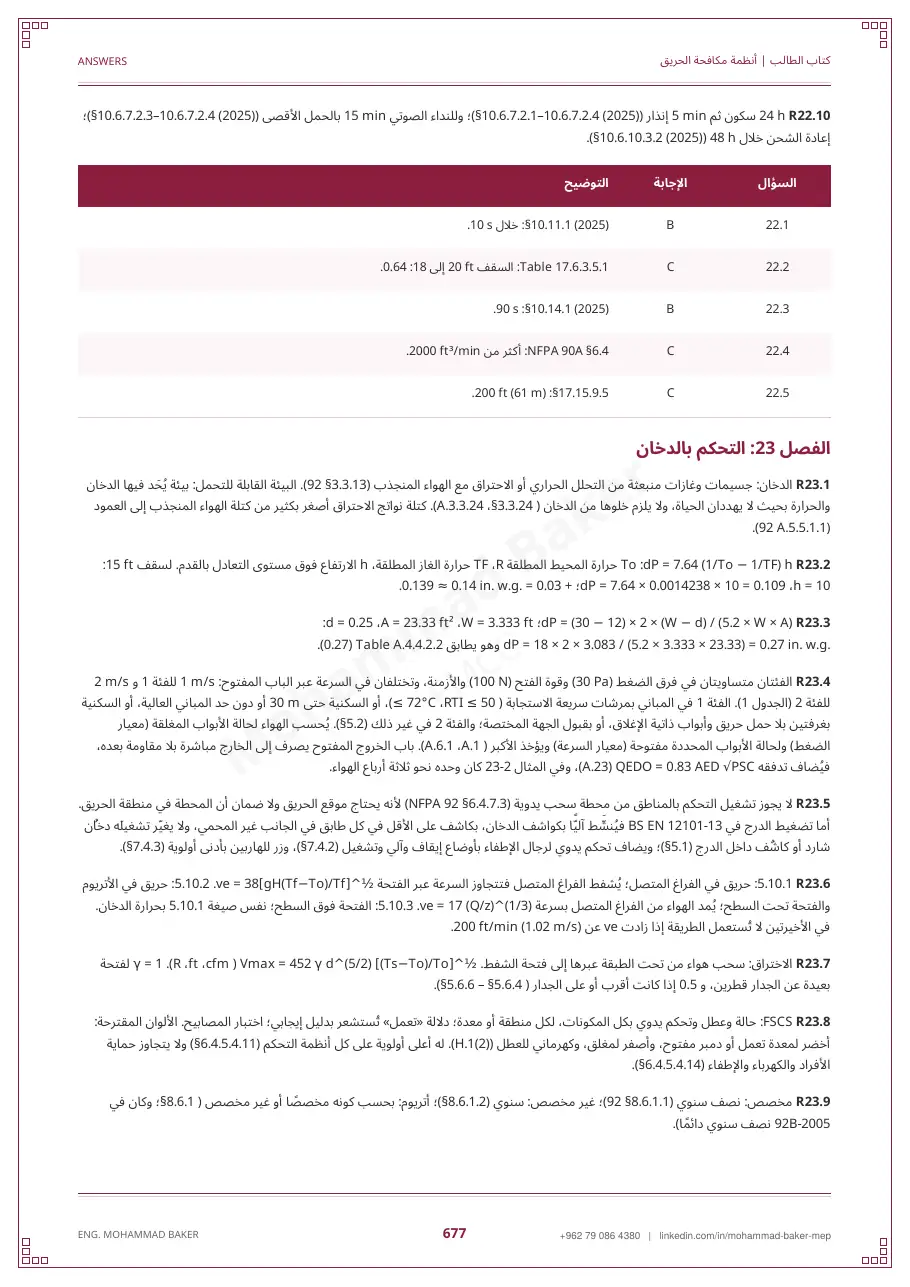 كتاب الطالب | أنظمة مكافحة الحريق
ANSWERS
R22.10 24 h سكون ثم 5 min إنذار ((2025) 10.6.7.2.1–10.6.7.2.4§)؛ وللنداء الصوتي 15 min بالحمل الأقصى ((2025) 10.6.7.2.3–10.6.7.2.4§)؛
إعادة الشحن خلال 48 h ((2025) 10.6.10.3.2§).
السؤال الإجابة التوضيح
22.1 B (2025) 10.11.1§: خلال 10 s.
22.2 C Table 17.6.3.5.1: السقف 20 ft إلى 18: 0.64.
22.3 B (2025) 10.14.1§: 90 s.
22.4 C NFPA 90A §6.4: أكثر من 2000 ft³/min.
22.5 C 17.15.9.5§: 200 ft (61 m).
الفصل 23: التحكم بالدخان
R23.1 الدخان: جسيمات وغازات منبعثة من التحلل الحراري أو الاحتراق مع الهواء المنجذب (92 §3.3.13). البيئة القابلة للتحمل: بيئة يُحَد فيها الدخان
والحرارة بحيث لا يهددان الحياة، ولا يلزم خلوها من الدخان (3.3.24§، A.3.3.24). كتلة نواتج الاحتراق أصغر بكثير من كتلة الهواء المنجذب إلى العمود
(92 A.5.5.1.1).
R23.2 dP = 7.64 (1/To − 1/TF) h: To حرارة المحيط المطلقة R، TF حرارة الغاز المطلقة، h الارتفاع فوق مستوى التعادل بالقدم. لسقف 15 ft:
h = 10، dP = 7.64 × 0.0014238 × 10 = 0.109؛ + 0.03 = 0.139 ≈ 0.14 in. w.g.
R23.3 dP = (30 − 12) × 2 × (W − d) / (5.2 × W × A)؛ W = 3.333 ft، A = 23.33 ft²، d = 0.25:
dP = 18 × 2 × 3.083 / (5.2 × 3.333 × 23.33) = 0.27 in. w.g. وهو يطابق Table A.4.4.2.2 (0.27).
R23.4 الفئتان متساويتان في فرق الضغط (30 Pa) وقوة الفتح (100 N) والأزمنة، وتختلفان في السرعة عبر الباب المفتوح: 1 m/s للفئة 1 و 2 m/s
للفئة 2 (الجدول 1). الفئة 1 في المباني بمرشات سريعة الاستجابة (RTI ≤ 50، ≤ 72°C)، أو السكنية حتى 30 m أو دون حد المباني العالية، أو السكنية
بغرفتين بلا حمل حريق وأبواب ذاتية الإغلاق، أو بقبول الجهة المختصة؛ والفئة 2 في غير ذلك (5.2§). يُحسب الهواء لحالة الأبواب المغلقة (معيار
الضغط) ولحالة الأبواب المحددة مفتوحة (معيار السرعة) ويؤخذ الأكبر (A.1، A.6.1). باب الخروج المفتوح يصرف إلى الخارج مباشرة بلا مقاومة بعده،
فيُضاف تدفقه QEDO = 0.83 AED √PSC (A.23)، وفي المثال 2-23 كان وحده نحو ثلاثة أرباع الهواء.
R23.5 لا يجوز تشغيل التحكم بالمناطق من محطة سحب يدوية (NFPA 92 §6.4.7.3) لأنه يحتاج موقع الحريق ولا ضمان أن المحطة في منطقة الحريق.
أما تضغيط الدرج في BS EN 12101-13 فيُنشَّط آليًّا بكواشف الدخان، بكاشف على الأقل في كل طابق في الجانب غير المحمي، ولا يغيّر تشغيله دخان
شارد أو كاشف داخل الدرج (5.1§)؛ ويضاف تحكم يدوي لرجال الإطفاء بأوضاع إيقاف وآلي وتشغيل (7.4.2§)، وزر للهاربين بأدنى أولوية (7.4.3§).
R23.6 5.10.1: حريق في الفراغ المتصل؛ يُشفط الفراغ المتصل فتتجاوز السرعة عبر الفتحة ve = 38[gH(Tf−To)/Tf]^½. 5.10.2: حريق في الأتريوم
والفتحة تحت السطح؛ يُمد الهواء من الفراغ المتصل بسرعة ve = 17 (Q/z)^(1/3). 5.10.3: الفتحة فوق السطح؛ نفس صيغة 5.10.1 بحرارة الدخان.
في الأخيرتين لا تُستعمل الطريقة إذا زادت ve عن 200 ft/min (1.02 m/s).
R23.7 الاختراق: سحب هواء من تحت الطبقة عبرها إلى فتحة الشفط. Vmax = 452 γ d^(5/2) [(Ts−To)/To]^½ (cfm، ft، R). γ = 1 لفتحة
بعيدة عن الجدار قطرين، و 0.5 إذا كانت أقرب أو على الجدار (5.6.4§ – 5.6.6§).
R23.8 FSCS: حالة وعطل وتحكم يدوي بكل المكونات، لكل منطقة أو معدة؛ دلالة «تعمل» تُستشعر بدليل إيجابي؛ اختبار المصابيح. الألوان المقترحة:
أخضر لمعدة تعمل أو دمبر مفتوح، وأصفر لمغلق، وكهرماني للعطل (H.1(2)). له أعلى أولوية على كل أنظمة التحكم (6.4.5.4.11§) ولا يتجاوز حماية
الأفراد والكهرباء والإطفاء (6.4.5.4.14§).
R23.9 مخصص: نصف سنوي (92 §8.6.1.1)؛ غير مخصص: سنوي (8.6.1.2§)؛ أتريوم: بحسب كونه مخصصًا أو غير مخصص (8.6.1§؛ وكان في
92B-2005 نصف سنوي دائمًا).
ENG. MOHAMMAD BAKER
677
+962 79 086 4380 | linkedin.com/in/mohammad-baker-mep